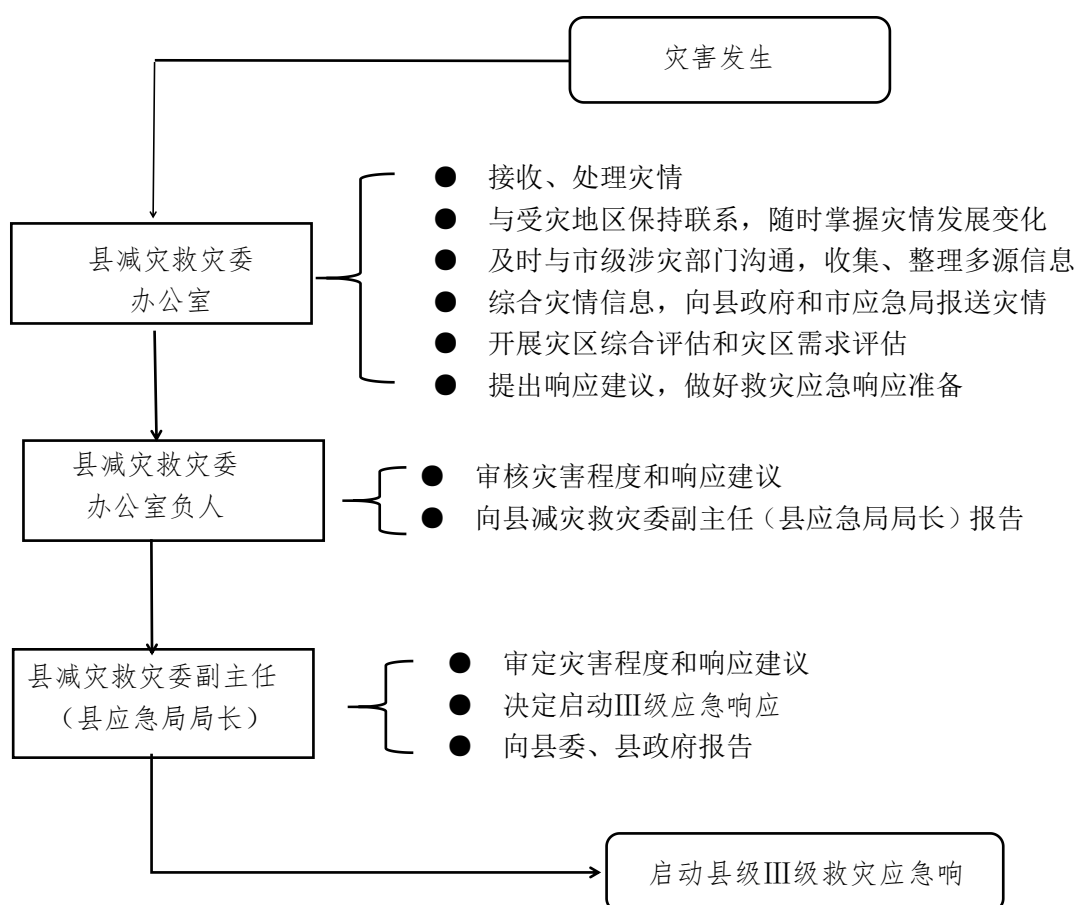 灾害发生
县减灾救灾委
办公室
● 接收、处理灾情
● 与受灾地区保持联系，随时掌握灾情发展变化
● 及时与市级涉灾部门沟通，收集、整理多源信息
● 综合灾情信息，向县政府和市应急局报送灾情
● 开展灾区综合评估和灾区需求评估
● 提出响应建议，做好救灾应急响应准备
县减灾救灾委
办公室负人
● 审核灾害程度和响应建议
● 向县减灾救灾委副主任（县应急局局长）报告
县减灾救灾委副主任
（县应急局局长）
● 审定灾害程度和响应建议
● 决定启动Ⅲ级应急响应
● 向县委、县政府报告
启动县级Ⅲ级救灾应急响